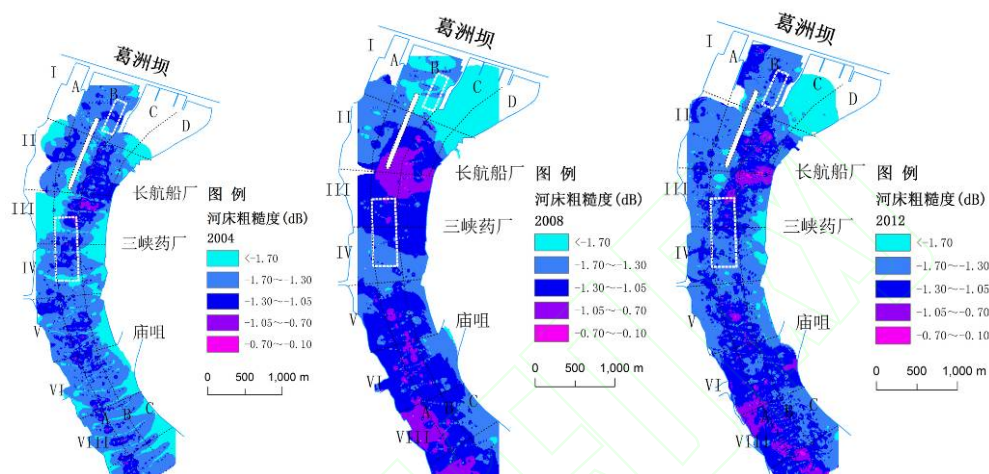 葛洲坝
I
A
B
C
D
II
III
IV
V
VI
VIII
A
B
C
长航船厂
三峡药厂
庙咀
图 例
河床粗糙度(dB)
2004
<-1.70
-1.70～-1.30
-1.30～-1.05
-1.05～-0.70
-0.70～-0.10
0 500 1,000 m
葛洲坝
I
A
B
C
D
II
III
IV
V
VI
VIII
A
B
C
长航船厂
三峡药厂
庙咀
图 例
河床粗糙度(dB)
2008
<-1.70
-1.70～-1.30
-1.30～-1.05
-1.05～-0.70
-0.70～-0.10
0 500 1,000 m
葛洲坝
I
A
B
C
D
II
III
IV
V
VI
VIII
A
B
C
长航船厂
三峡药厂
庙咀
图 例
河床粗糙度(dB)
2012
<-1.70
-1.70～-1.30
-1.30～-1.05
-1.05～-0.70
-0.70～-0.10
0 500 1,000 m